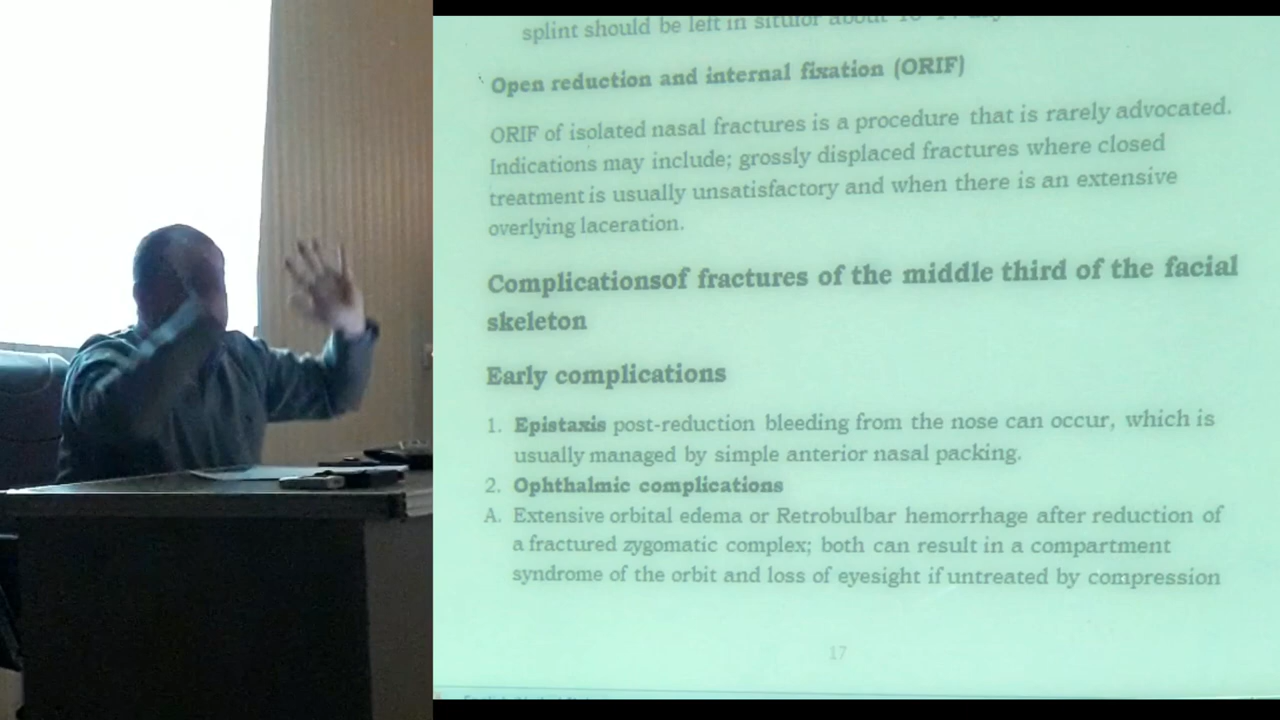 splint should be left in situfor about
Open reduction and internal fixation (ORIF)
ORIF of isolated nasal fractures is a procedure that is rarely advocated.
Indications may include; grossly displaced fractures where closed
treatment is usually unsatisfactory and when there is an extensive
overlying laceration.
Complicationsof fractures of the middle third of the facial
skeleton
Early complications
1. Epistaxis post-reduction bleeding from the nose can occur, which is
usually managed by simple anterior nasal packing.
2. Ophthalmic complications
A. Extensive orbital edema or Retrobulbar hemorrhage after reduction of
a fractured zygomatic complex; both can result in a compartment
syndrome of the orbit and loss of eyesight if untreated by compression
17